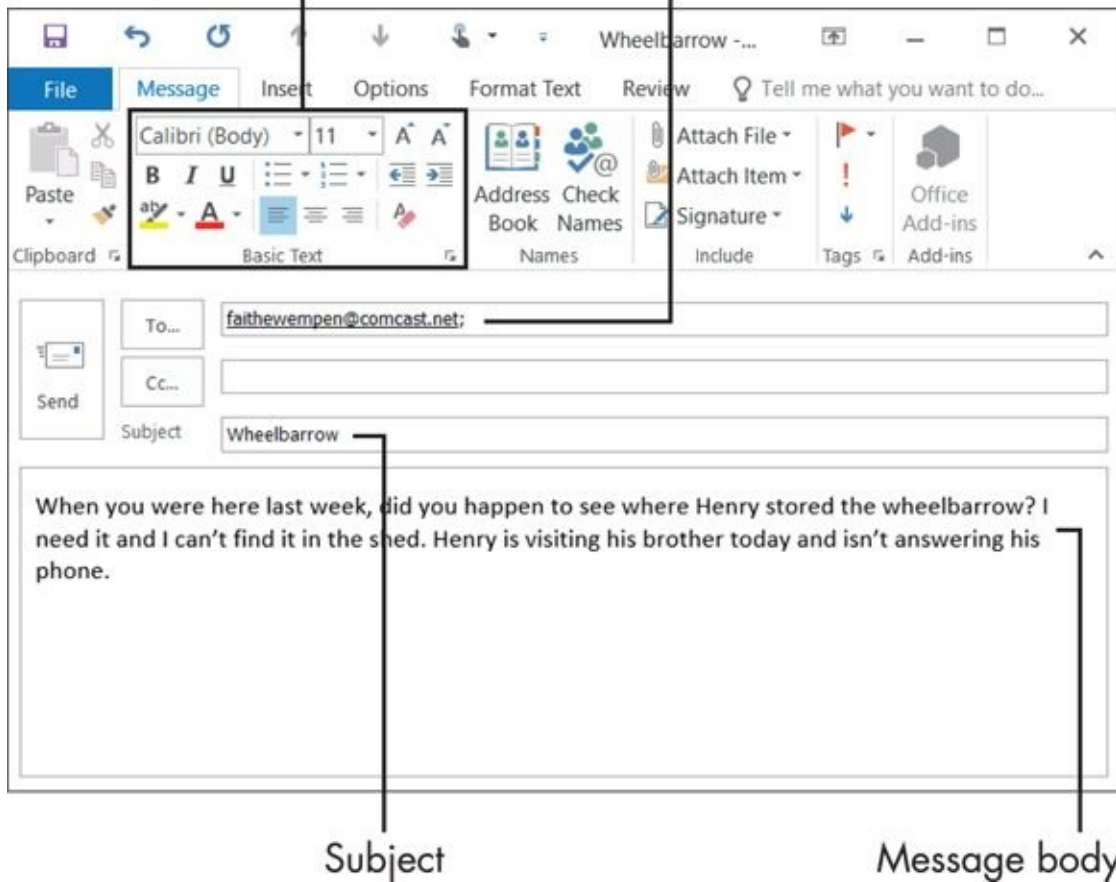 Wheelbarrow -...
File Message Insert Options Format Text Review Tell me what you want to do...
Calibri (Body) 11 A A
Paste
B I U
Address Book
Check Names
Attach File
Attach Item
Signature
Office Add-ins
ab A
Clipboard Basic Text Names Include Tags Add-ins
To... faithewempen@comcast.net;
Cc...
Send
Subject Wheelbarrow
When you were here last week, did you happen to see where Henry stored the wheelbarrow? I
need it and I can't find it in the shed. Henry is visiting his brother today and isn't answering his
phone.
Subject Message body